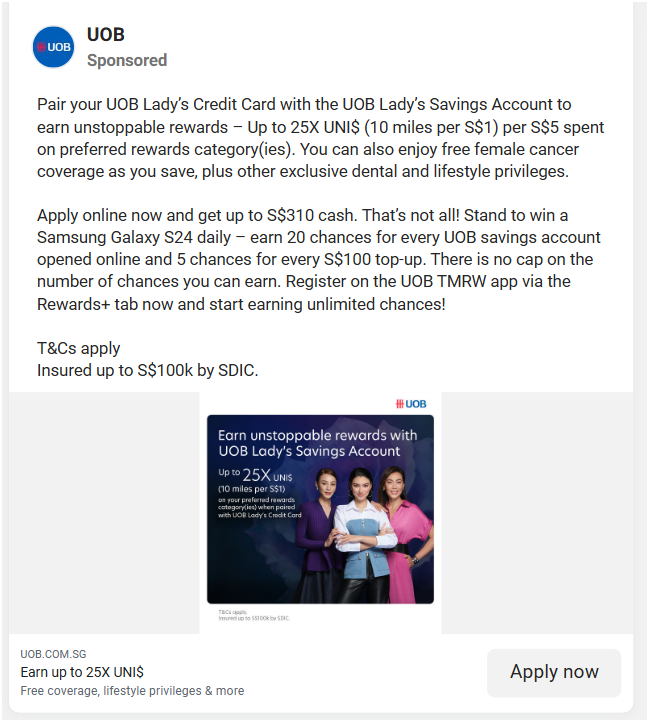 UOB
UOB
Sponsored
Pair your UOB Lady's Credit Card with the UOB Lady's Savings Account to
earn unstoppable rewards – Up to 25X UNI$ (10 miles per S$1) per S$5 spent
on preferred rewards category(ies). You can also enjoy free female cancer
coverage as you save, plus other exclusive dental and lifestyle privileges.
Apply online now and get up to S$310 cash. That's not all! Stand to win a
Samsung Galaxy S24 daily – earn 20 chances for every UOB savings account
opened online and 5 chances for every S$100 top-up. There is no cap on the
number of chances you can earn. Register on the UOB TMRW app via the
Rewards+ tab now and start earning unlimited chances!
T&Cs apply
Insured up to S$100k by SDIC.
UOB
Earn unstoppable rewards with
UOB Lady's Savings Account
Up to 25X UNI$
(10 miles per S$1)
on your preferred rewards
category(ies) when paired
with UOB Lady's Credit Card
T&Cs apply.
Insured up to S$100k by SDIC.
UOB.COM.SG
Earn up to 25X UNI$
Free coverage, lifestyle privileges & more
Apply now